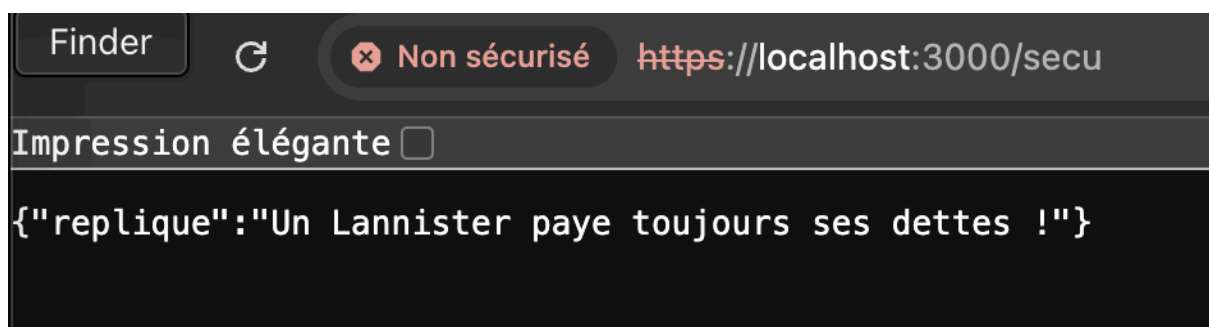 Finder
Non sécurisé https://localhost:3000/secu
Impression élégante
{"replique":"Un Lannister paye toujours ses dettes !"}